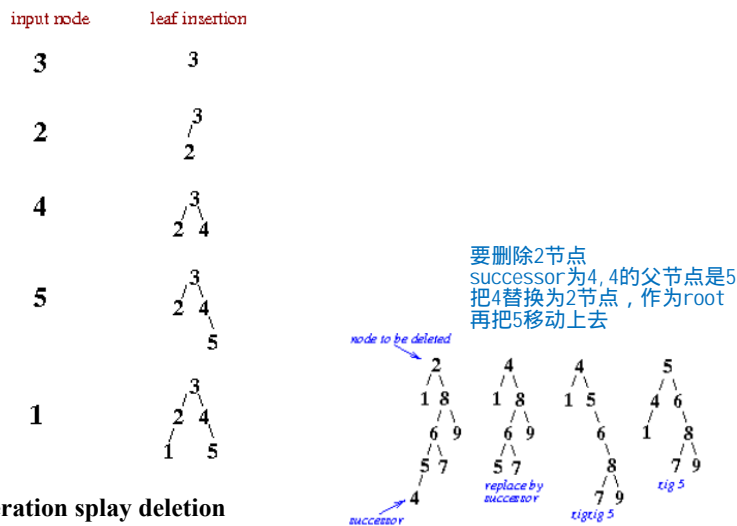 input node leaf insertion
3 3
3
2
2
3
4
2 4
3
5
2 4
5
3
1
2 4
1 5
要删除2节点
successor为4,4的父节点是5
把4替换为2节点，作为root
再把5移动上去
node to be deleted
2 4 4 5
1 8 1 8 1 5 4 6
6 9 6 9 6 1 8
5 7 5 7 8 7 9
4 7 9
replace by
successor
zig 5
zigzig 5
successor
eration splay deletion